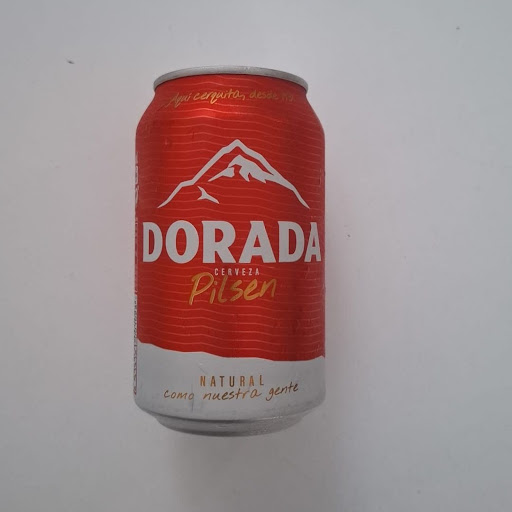 Aquí cerquita, desde
DORADA
CERVEZA
Pilsen
NATURAL
como nuestra gente